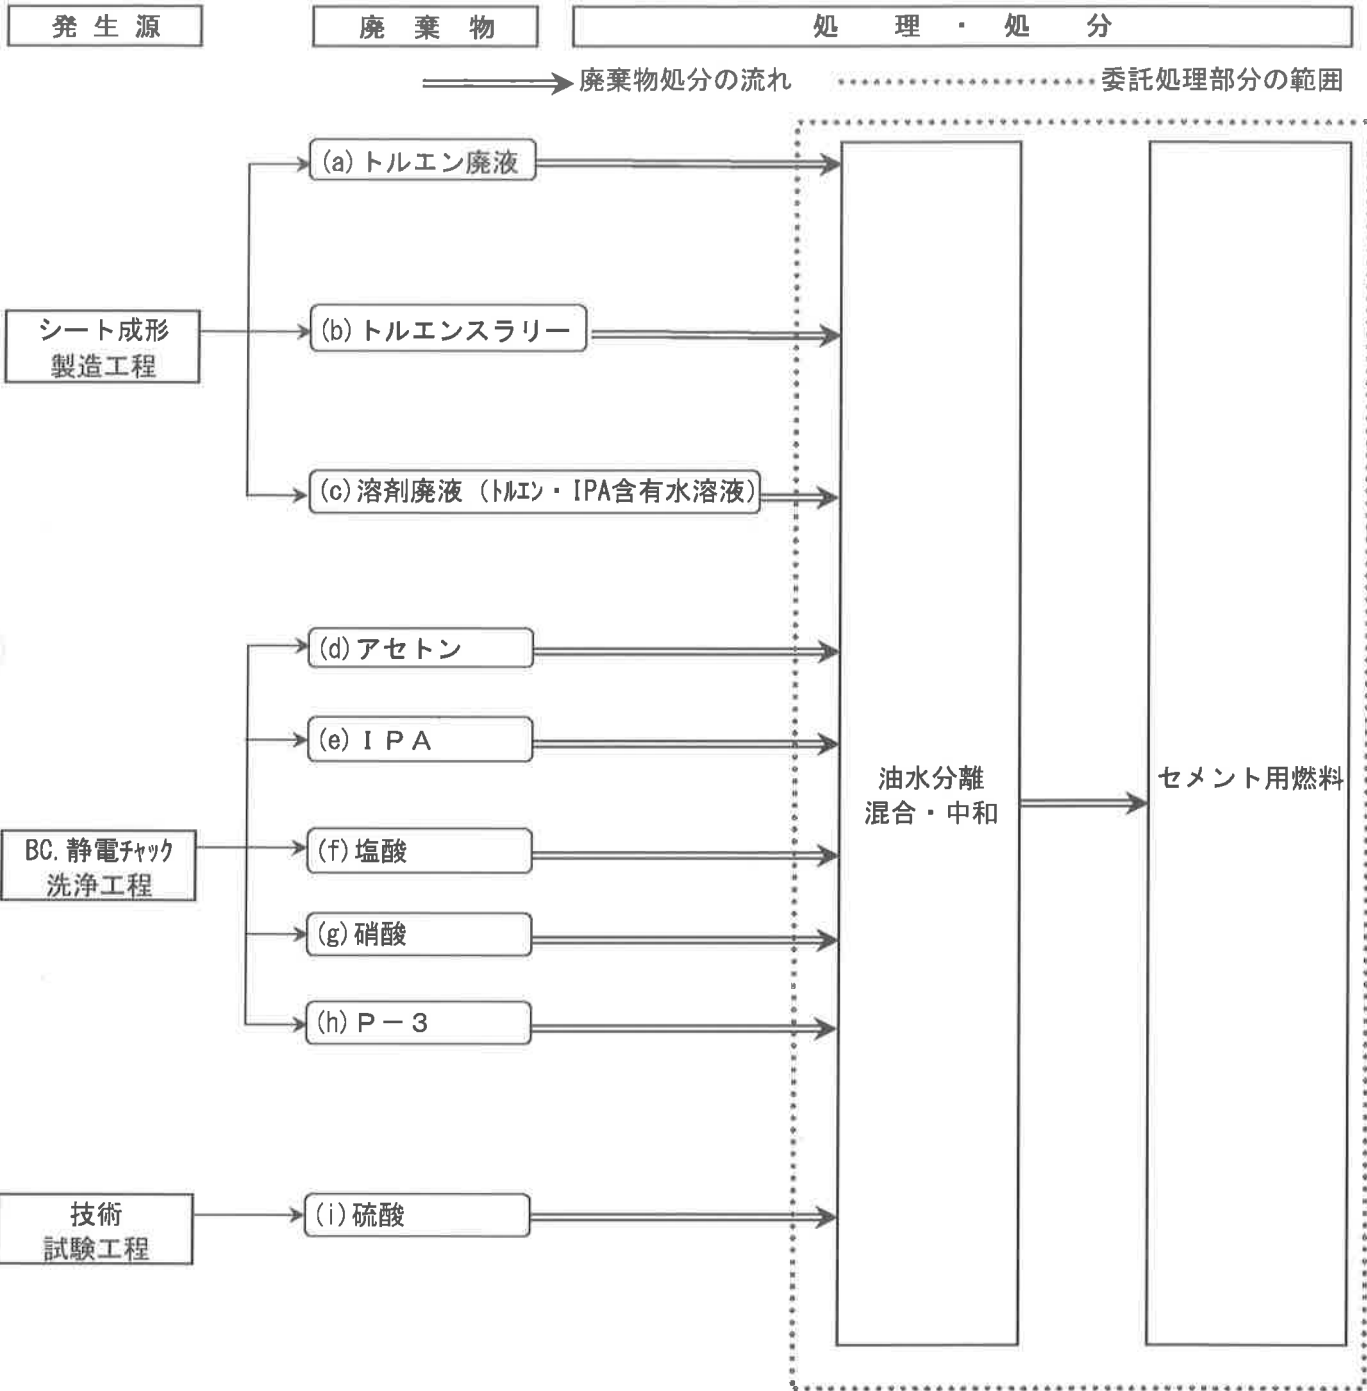 発生源
廃棄物
処理・処分
廃棄物処分の流れ
委託処理部分の範囲
シート成形
製造工程
(a)トルエン廃液
(b)トルエンスラリー
(c)溶剤廃液（ﾄﾙｴﾝ・IPA含有水溶液）
BC.静電ﾁｬｯｸ
洗浄工程
(d)アセトン
(e)ＩＰＡ
(f)塩酸
(g)硝酸
(h)Ｐ－３
技術
試験工程
(i)硫酸
油水分離
混合・中和
セメント用燃料